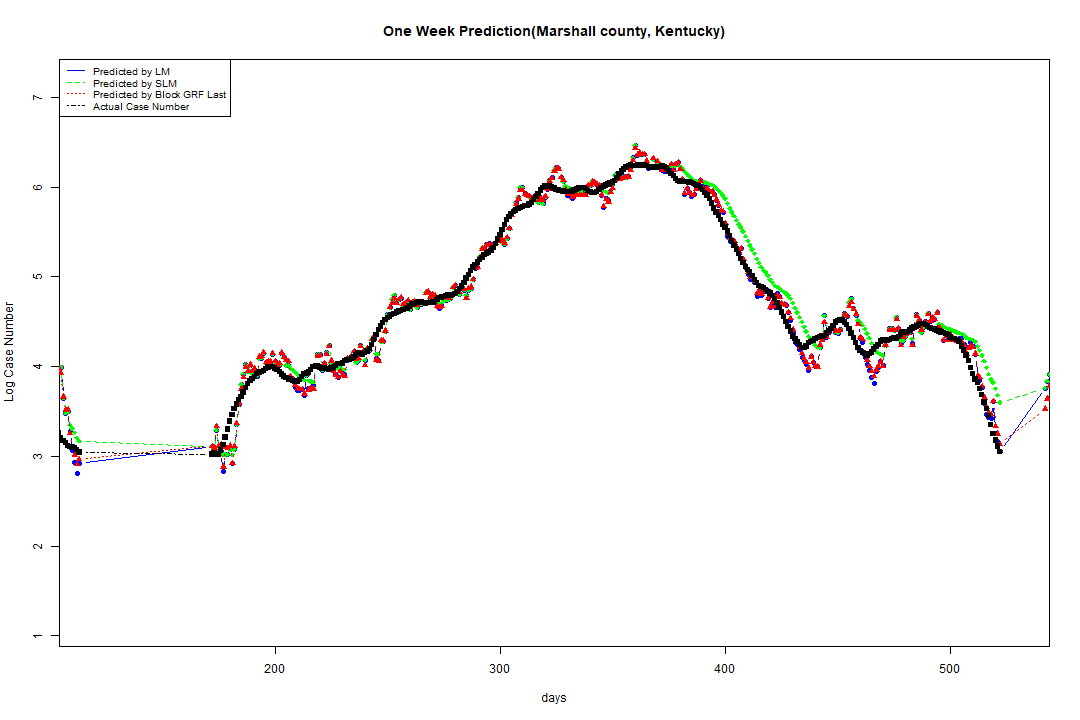 One Week Prediction(Marshall county, Kentucky)
Predicted by LM
Predicted by SLM
Predicted by Block GRF Last
Actual Case Number
7
6
5
4
3
2
1
Log Case Number
200
300
400
500
days